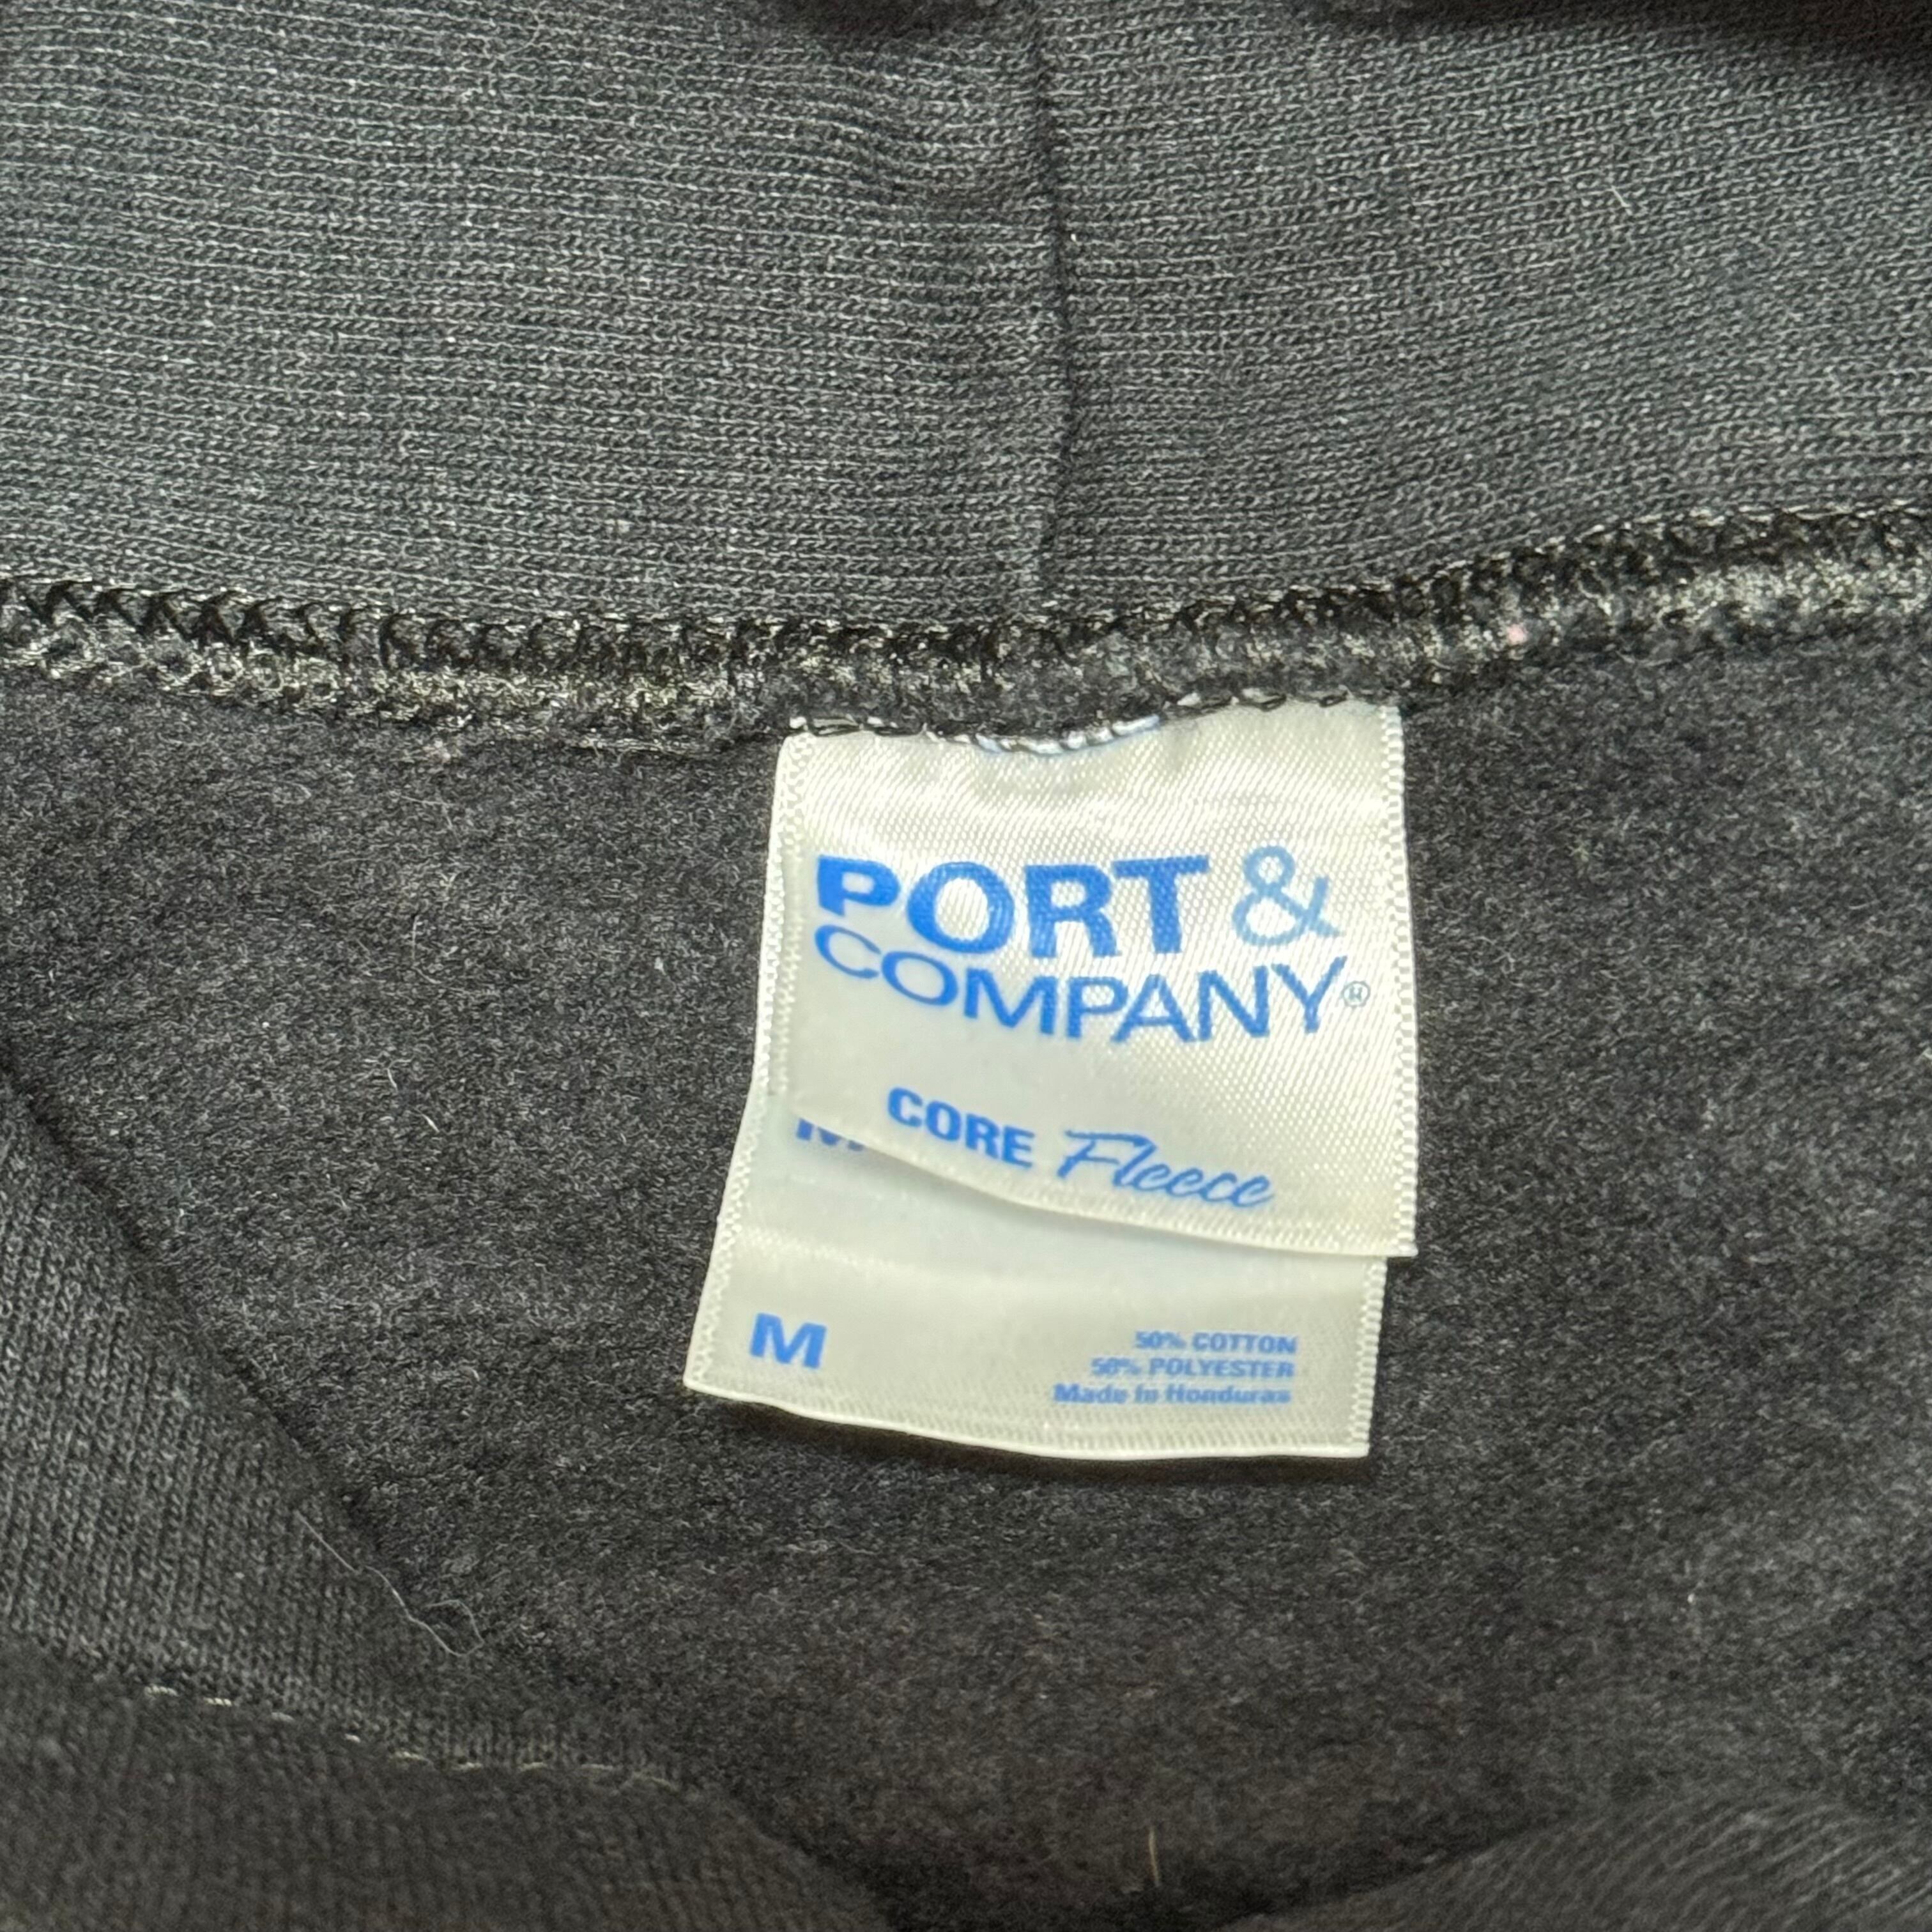 PORT &
COMPANY®
CORE Fleece
M
M
50% COTTON
50% POLYESTER
Made in Honduras